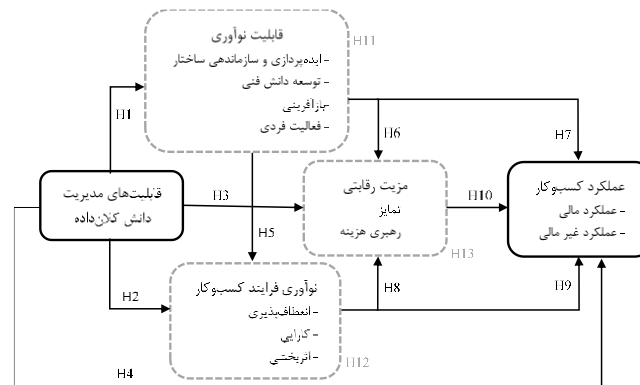 قابلیت نوآوری
H11
-ایده‌پردازی و سازماندهی ساختار
-توسعه دانش فنی
-بازآفرینی
-فعالیت فردی
H1
H6
H7
قابلیت‌های مدیریت
دانش کلان‌داده
H3
مزیت رقابتی
تمایز
رهبری هزینه
H13
H10
عملکرد کسب‌وکار
-عملکرد مالی
-عملکرد غیر مالی
H5
H2
نوآوری فرایند کسب‌وکار
-انعطاف‌پذیری
-کارایی
-اثربخشی
H12
H8
H9
H4